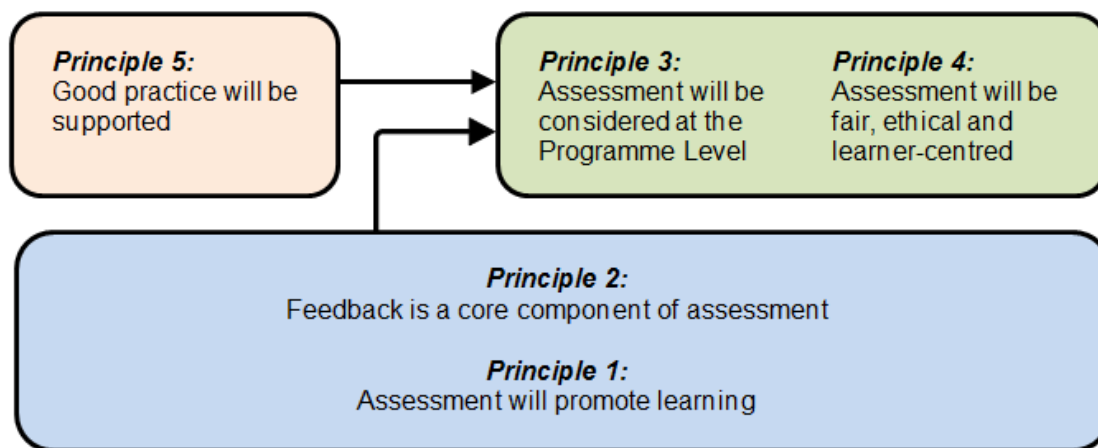 Principle 5:
Good practice will be
supported
Principle 3:
Assessment will be
considered at the
Programme Level
Principle 4:
Assessment will be
fair, ethical and
learner-centred
Principle 2:
Feedback is a core component of assessment
Principle 1:
Assessment will promote learning